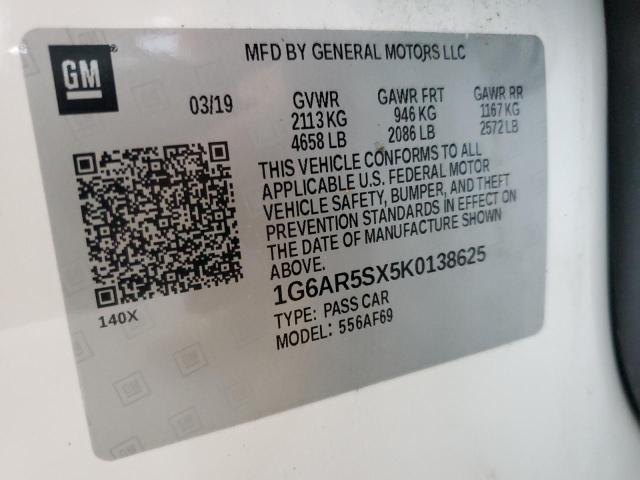 GM
MFD BY GENERAL MOTORS LLC
03/19 GVWR GAWR FRT GAWR RR
2113 KG 946 KG 1167 KG
4658 LB 2086 LB 2572 LB
THIS VEHICLE CONFORMS TO ALL
APPLICABLE U.S. FEDERAL MOTOR
VEHICLE SAFETY, BUMPER, AND THEFT
PREVENTION STANDARDS IN EFFECT ON
THE DATE OF MANUFACTURE SHOWN
ABOVE.
1G6AR5SX5K0138625
140X
TYPE: PASS CAR
MODEL: 556AF69